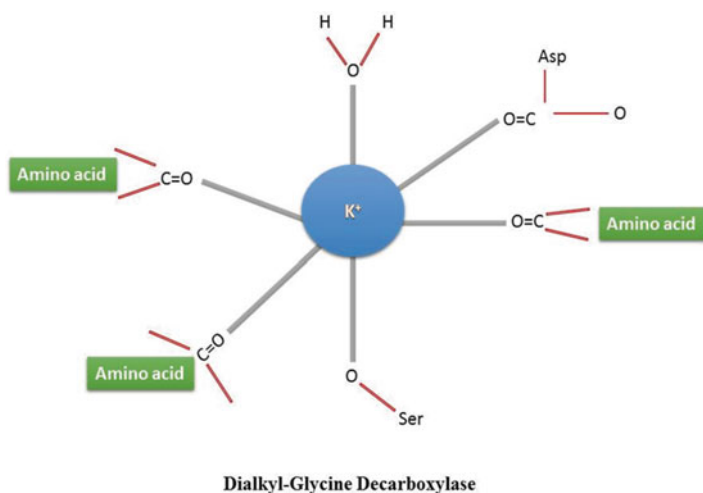 H H
O
Asp
O=C O
Amino acid C=O
K⁺
O=C Amino acid
C=O
Amino acid
O
Ser
Dialkyl-Glycine Decarboxylase